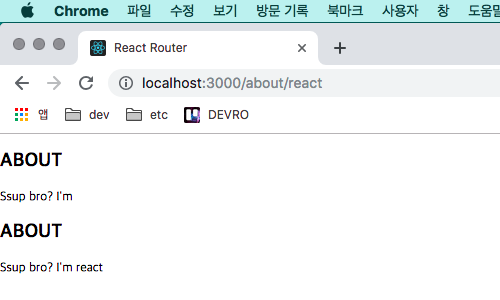 Chrome 파일 수정 보기 방문 기록 북마크 사용자 창 도움말
React Router
localhost:3000/about/react
앱 dev etc DEVRO
ABOUT
Ssup bro? I'm
ABOUT
Ssup bro? I'm react